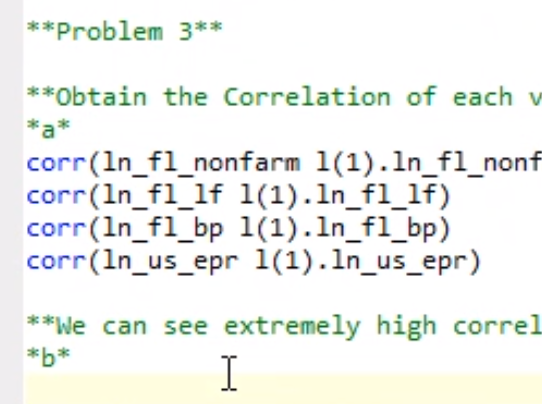 **Problem 3**
**Obtain the Correlation of each v
*a*
corr(ln_fl_nonfarm l(1).ln_fl_nonf
corr(ln_fl_lf l(1).ln_fl_lf)
corr(ln_fl_bp l(1).ln_fl_bp)
corr(ln_us_epr l(1).ln_us_epr)
**We can see extremely high correl
*b*